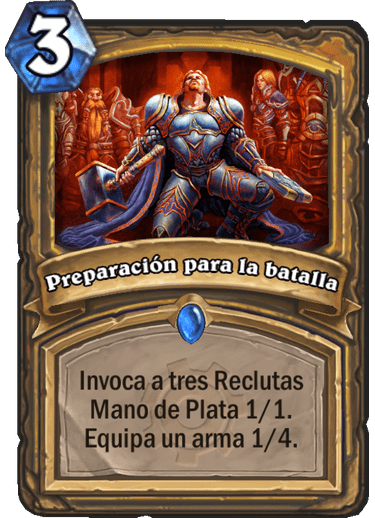 3
Preparación para la batalla
Invoca a tres Reclutas
Mano de Plata 1/1.
Equipa un arma 1/4.